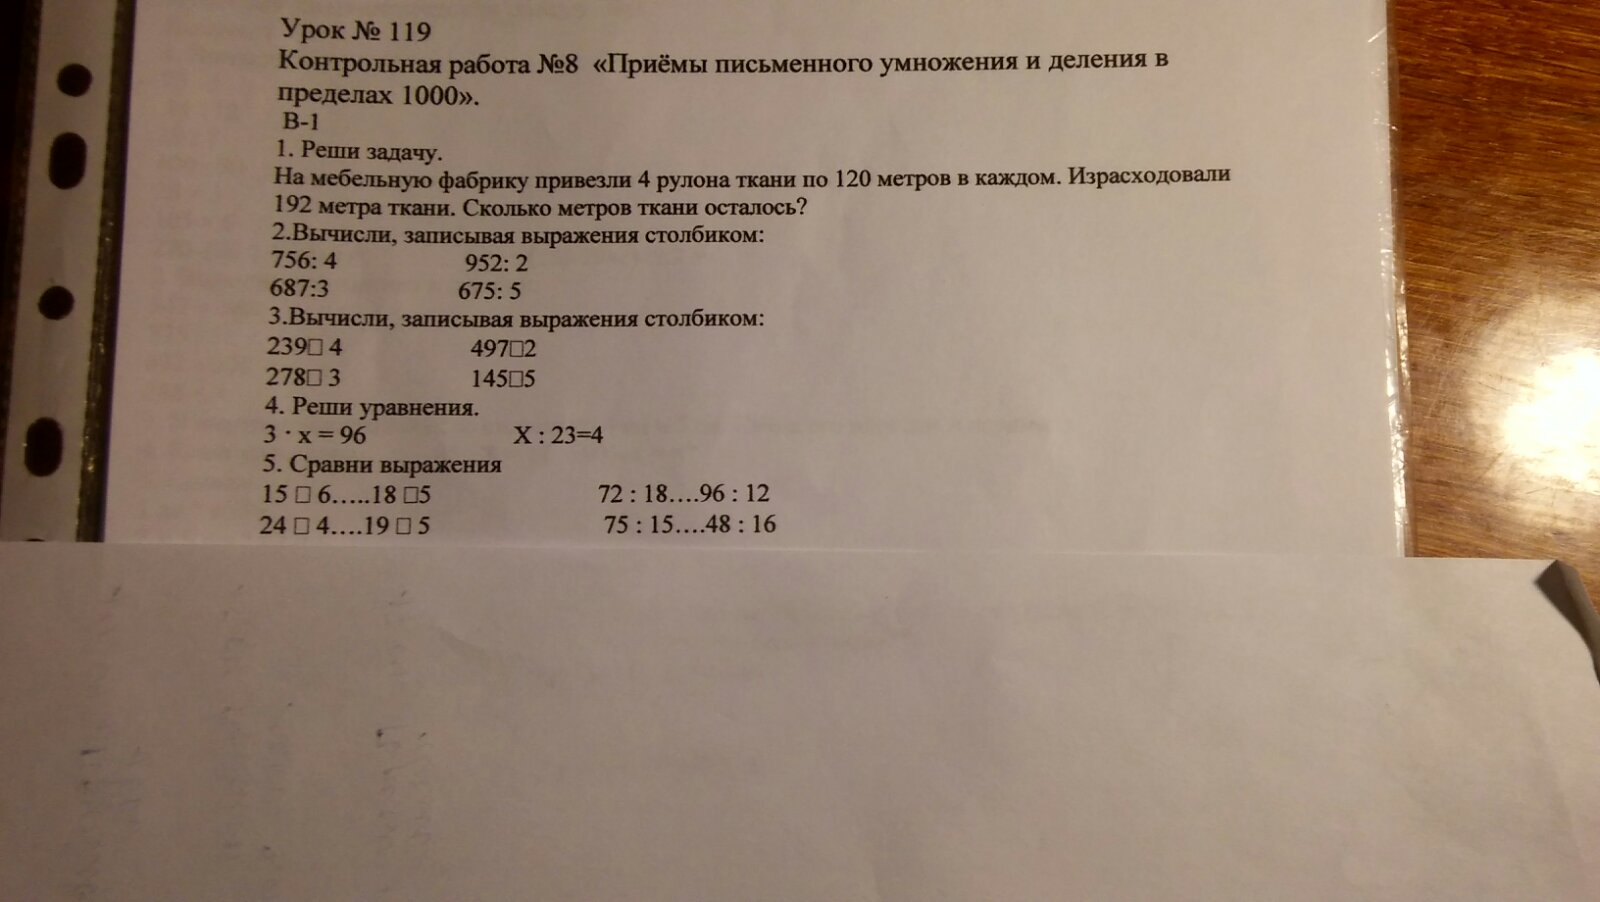 Урок № 119
Контрольная работа №8 «Приёмы письменного умножения и деления в
пределах 1000».
В-1
1. Реши задачу.
На мебельную фабрику привезли 4 рулона ткани по 120 метров в каждом. Израсходовали
192 метра ткани. Сколько метров ткани осталось?
2.Вычисли, записывая выражения столбиком:
756: 4 952: 2
687:3 675: 5
3.Вычисли, записывая выражения столбиком:
239□ 4 497□2
278□ 3 145□5
4. Реши уравнения.
3 · х = 96 Х : 23=4
5. Сравни выражения
15 □ 6.….18 □5 72 : 18.…96 : 12
24 □ 4.…19 □ 5 75 : 15.…48 : 16